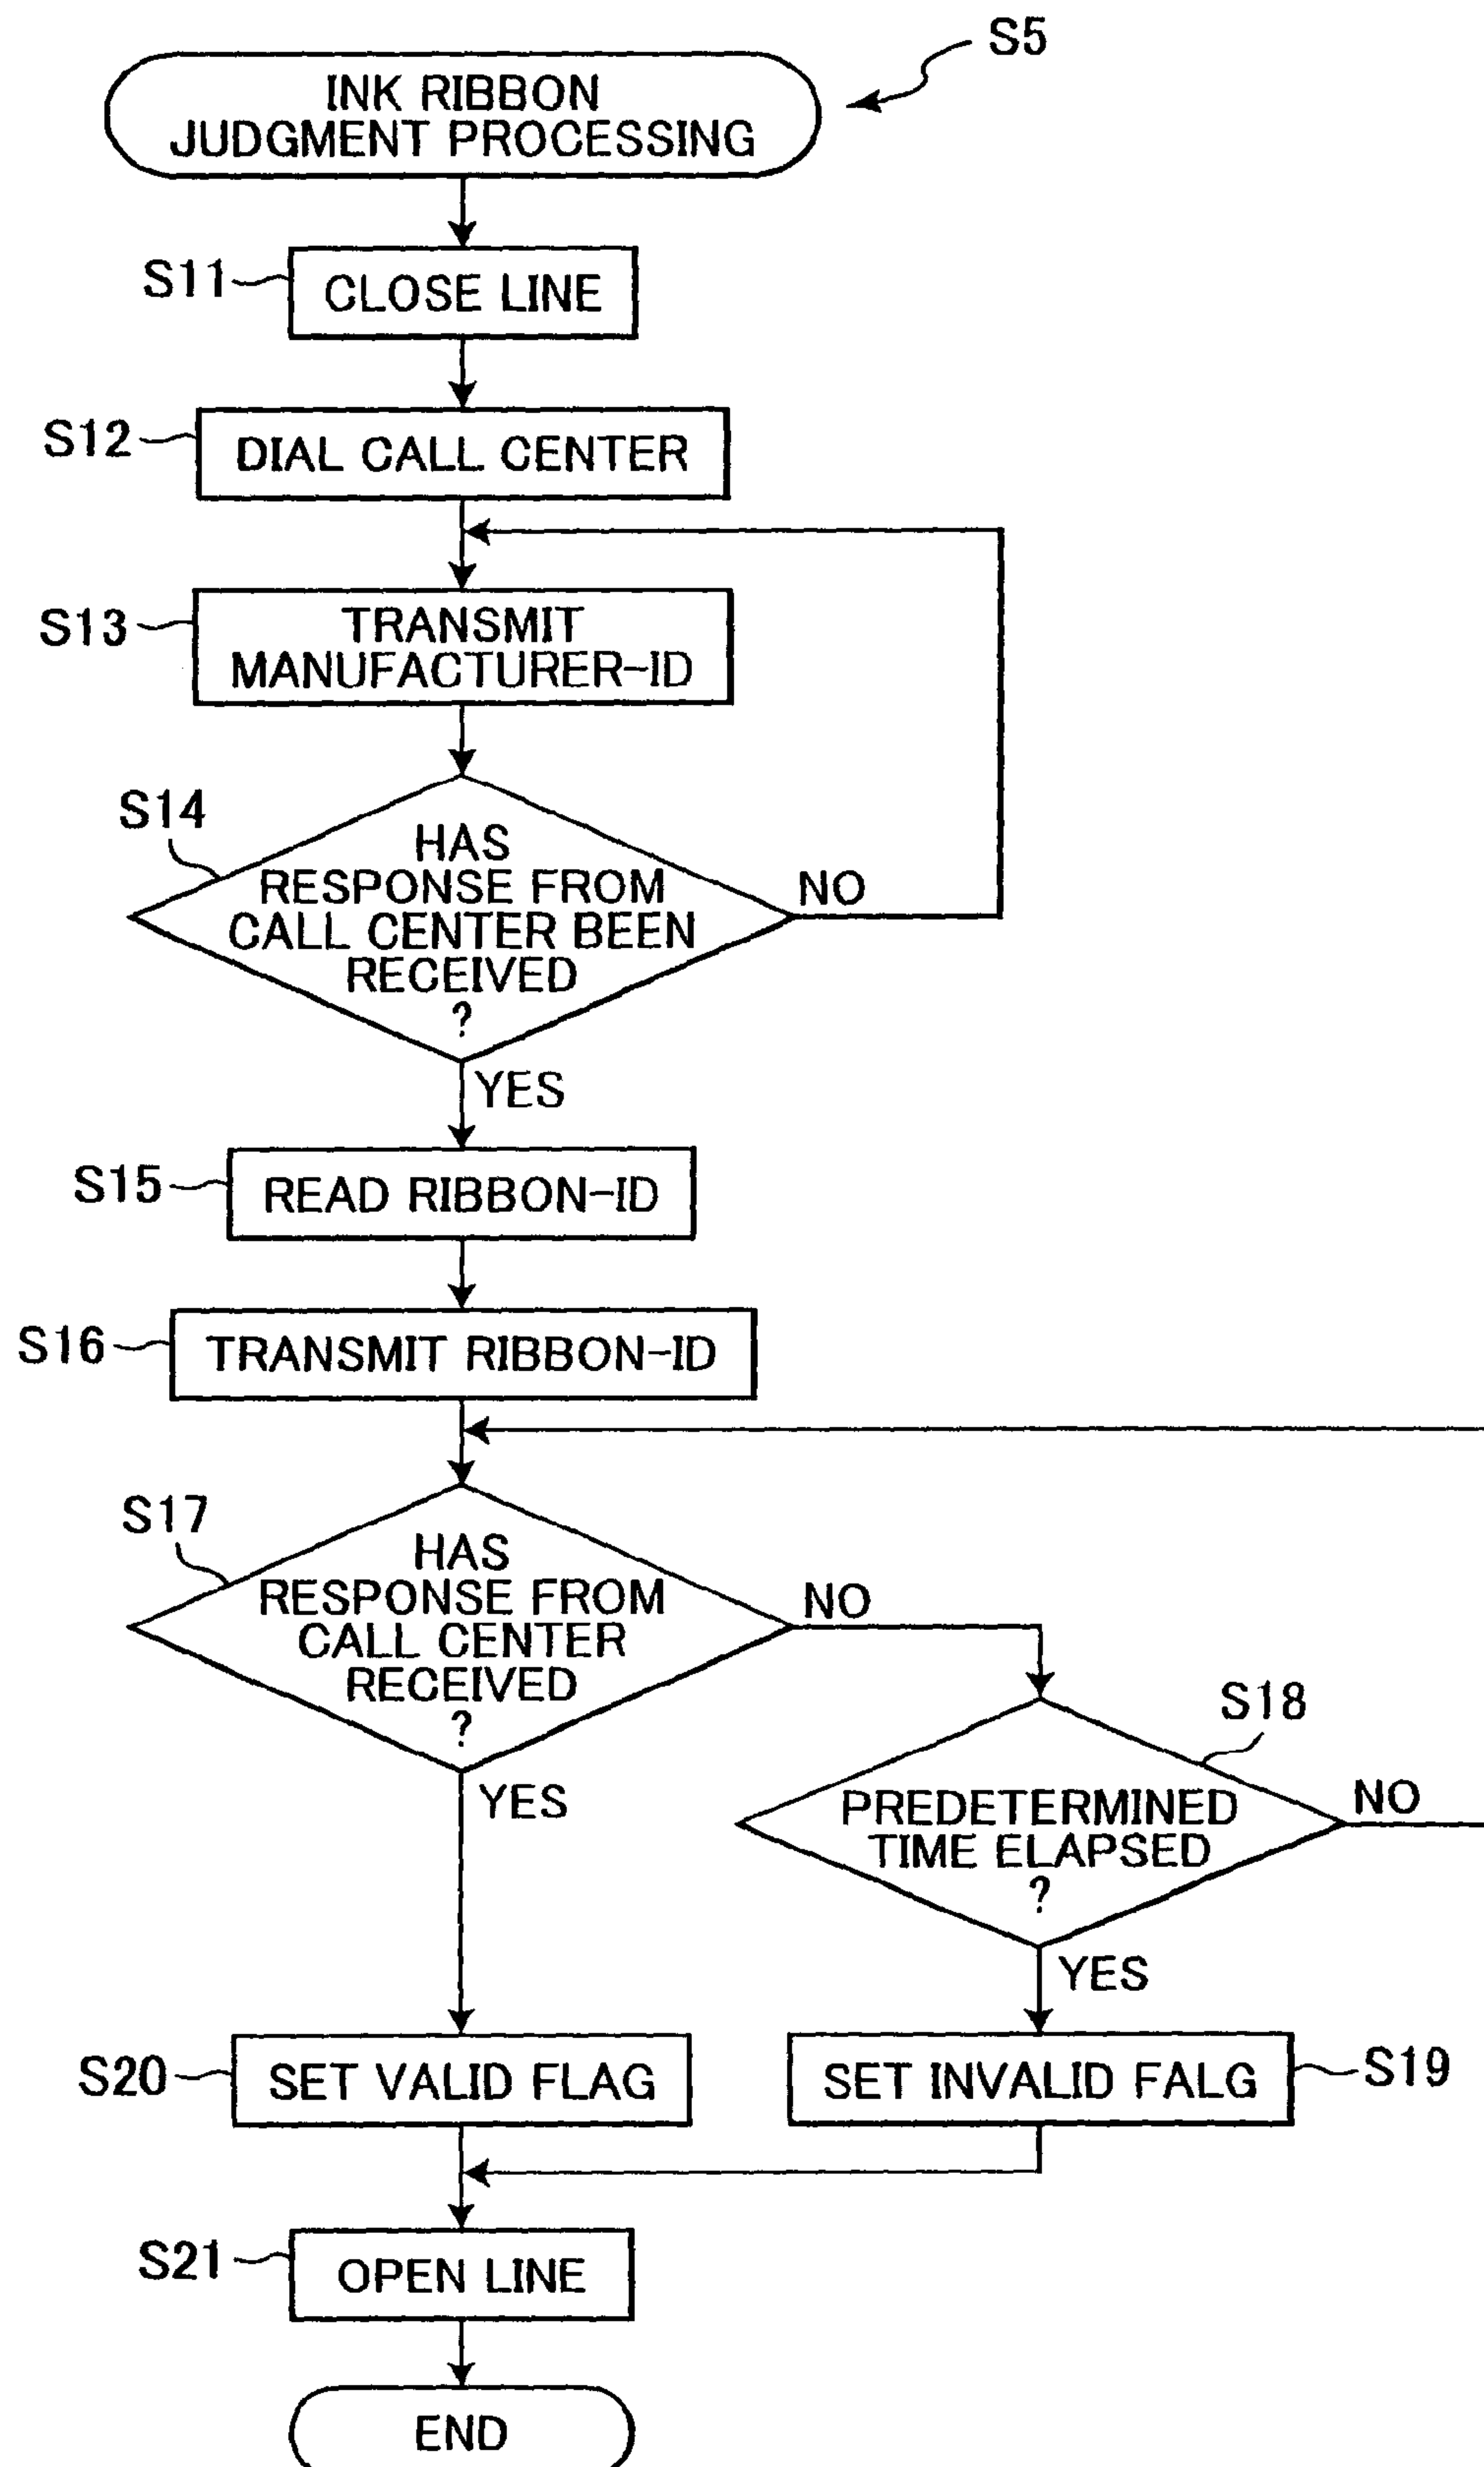 S5
INK RIBBON
JUDGMENT PROCESSING
S11
CLOSE LINE
S12
DIAL CALL CENTER
S13
TRANSMIT
MANUFACTURER-ID
S14
HAS
RESPONSE FROM
CALL CENTER BEEN
RECEIVED
?
NO
YES
S15
READ RIBBON-ID
S16
TRANSMIT RIBBON-ID
S17
HAS
RESPONSE FROM
CALL CENTER
RECEIVED
?
NO
YES
S18
PREDETERMINED
TIME ELAPSED
?
NO
YES
S20
SET VALID FLAG
SET INVALID FALG
S19
S21
OPEN LINE
END